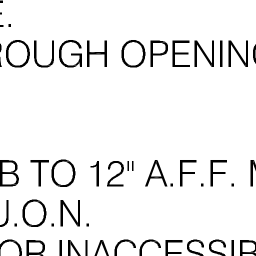 E.
ROUGH OPENING
B TO 12" A.F.F.
U.O.N.
OR INACCESSIB